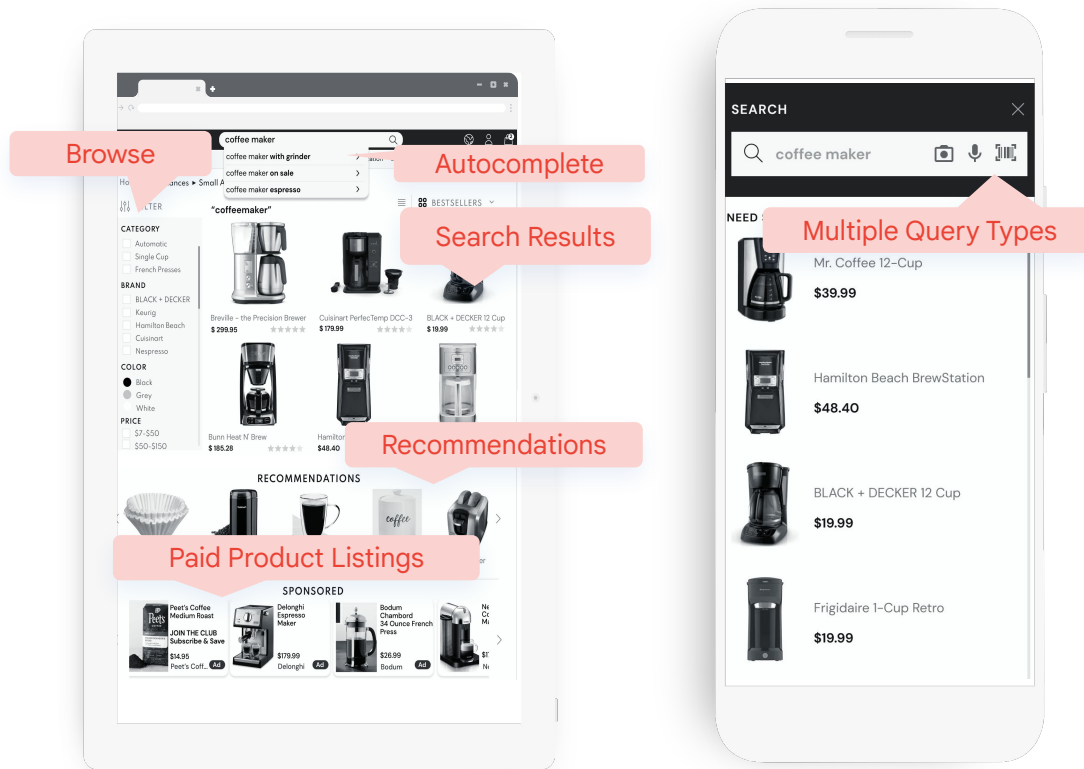 coffee maker
coffee maker with grinder
coffee maker on sale
coffee maker espresso
Browse
Autocomplete
Search Results
"coffeemaker"
BESTSELLERS
CATEGORY
Automatic
Single Cup
French Presses
BRAND
BLACK + DECKER
Keurig
Hamilton Beach
Cuisinart
Nespresso
COLOR
Black
Grey
White
PRICE
$7-$50
$50-$150
Breville - the Precision Brewer
$ 299.95
Cuisinart PerfecTemp DCC-3
$ 179.99
BLACK + DECKER 12 Cup
$ 19.99
Bunn Heat N' Brew
$ 185.28
$48.40
Recommendations
RECOMMENDATIONS
coffee
Paid Product Listings
SPONSORED
Peets
Peet's Coffee
Medium Roast
JOIN THE CLUB
Subscribe & Save
$14.95
Peet's Coff... Ad
Delonghi
Espresso
Maker
$179.99
Delonghi Ad
Bodum
Chambord
34 Ounce French
Press
$26.99
Bodum Ad
SEARCH
coffee maker
NEED
Multiple Query Types
Mr. Coffee 12-Cup
$39.99
Hamilton Beach BrewStation
$48.40
BLACK + DECKER 12 Cup
$19.99
Frigidaire 1-Cup Retro
$19.99